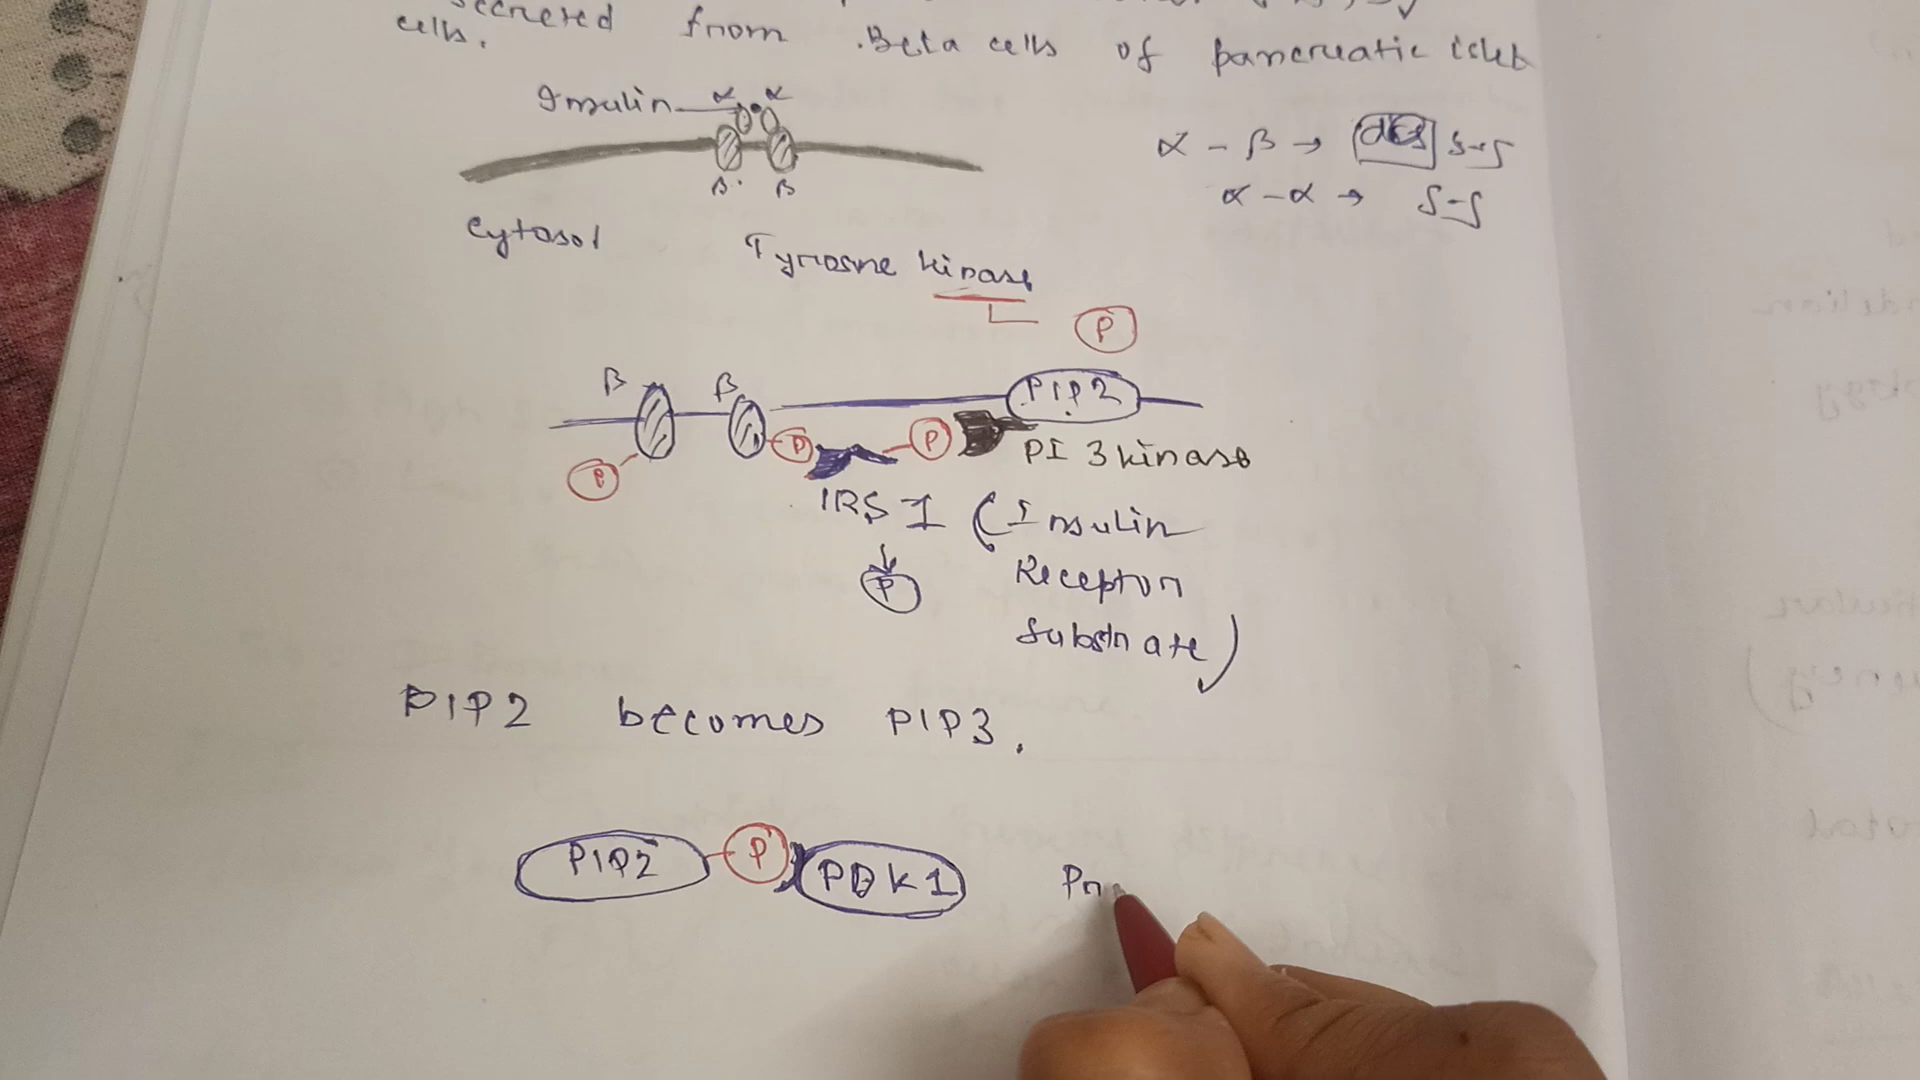 secreted from Beta cells of pancreatic islet
cells.
Insulin α α
α - β → S-S
β β
α - α → S-S
Cytosol
Tyrosine kinase
P
β β PIP2
P P P
PI 3 kinase
IRS 1 (Insulin
Receptor
Substrate)
P
PIP2 becomes PIP3.
PIP2 P PDK1 Pr